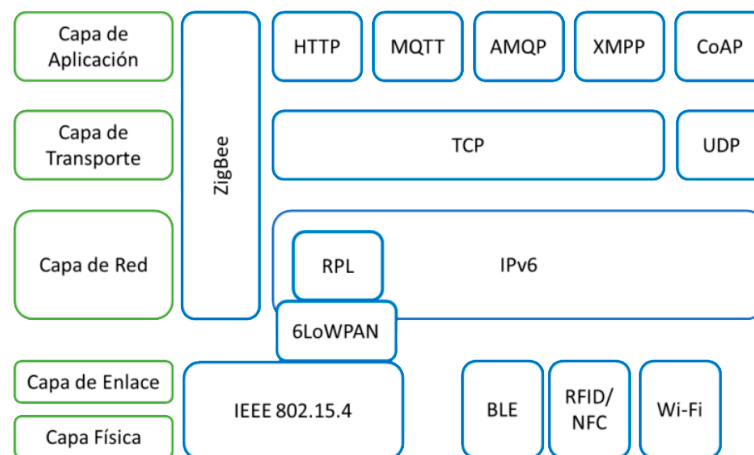 Capa de
Aplicación
HTTP
MQTT
AMQP
XMPP
CoAP
Capa de
Transporte
ZigBee
TCP
UDP
Capa de Red
RPL
IPv6
6LoWPAN
Capa de Enlace
IEEE 802.15.4
BLE
RFID/
NFC
Wi-Fi
Capa Física